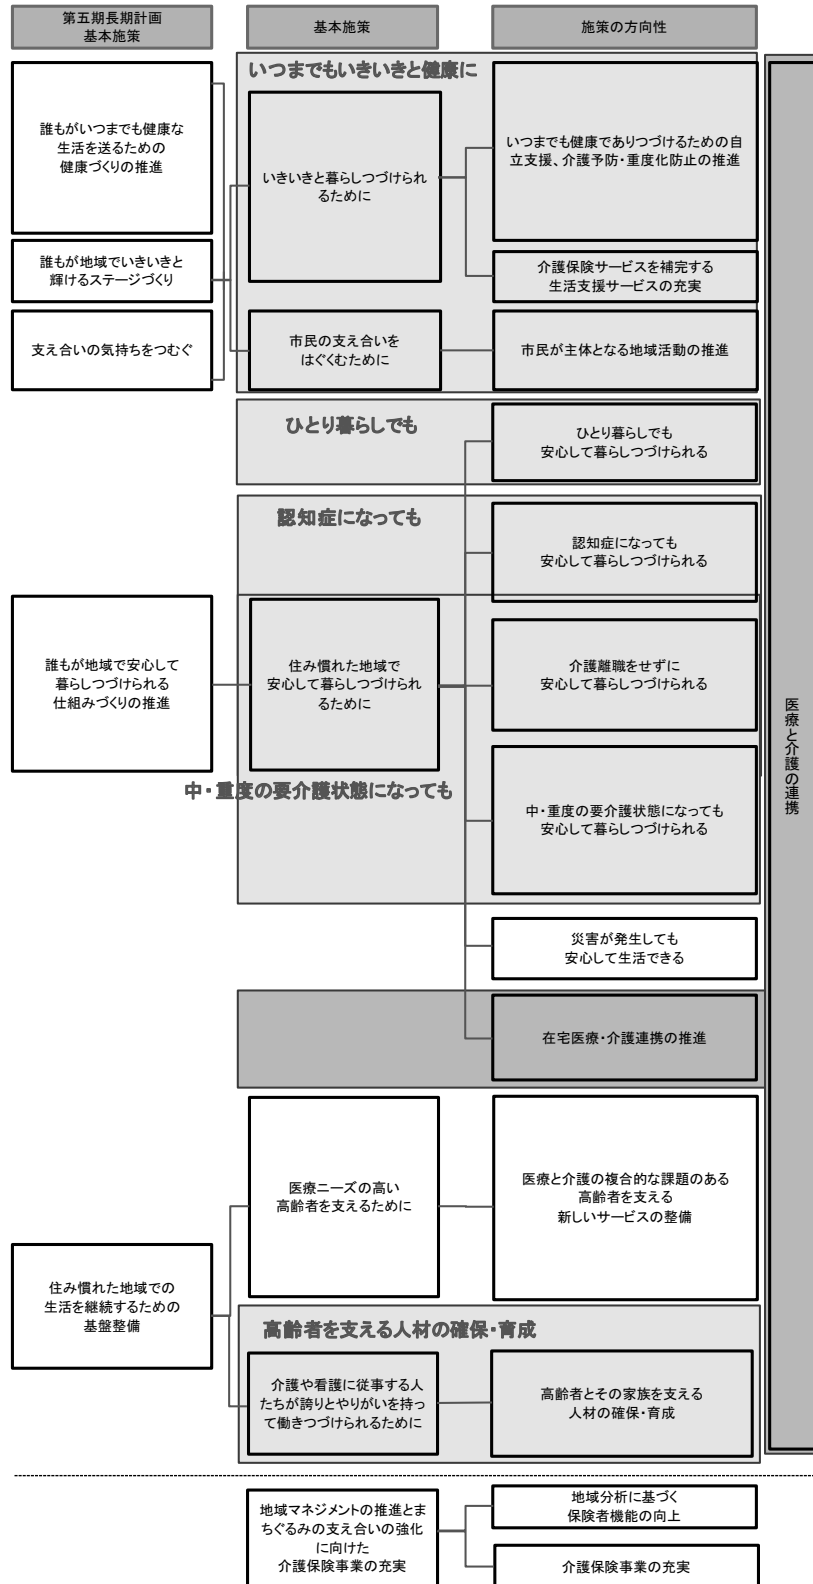 第五期長期計画
基本施策
基本施策
施策の方向性
いつまでもいきいきと健康に
誰もがいつまでも健康な
生活を送るための
健康づくりの推進
いきいきと暮らしつづけられ
るために
いつまでも健康でありつづけるための自
立支援、介護予防・重度化防止の推進
誰もが地域でいきいきと
輝けるステージづくり
介護保険サービスを補完する
生活支援サービスの充実
支え合いの気持ちをつむぐ
市民の支え合いを
はぐくむために
市民が主体となる地域活動の推進
ひとり暮らしでも
ひとり暮らしでも
安心して暮らしつづけられる
認知症になっても
認知症になっても
安心して暮らしつづけられる
誰もが地域で安心して
暮らしつづけられる
仕組みづくりの推進
住み慣れた地域で
安心して暮らしつづけられ
るために
介護離職をせずに
安心して暮らしつづけられる
中・重度の要介護状態になっても
中・重度の要介護状態になっても
安心して暮らしつづけられる
災害が発生しても
安心して生活できる
在宅医療・介護連携の推進
医療と介護の連携
医療ニーズの高い
高齢者を支えるために
医療と介護の複合的な課題のある
高齢者を支える
新しいサービスの整備
住み慣れた地域での
生活を継続するための
基盤整備
高齢者を支える人材の確保・育成
介護や看護に従事する人
たちが誇りとやりがいを持っ
て働きつづけられるために
高齢者とその家族を支える
人材の確保・育成
地域マネジメントの推進とま
ちぐるみの支え合いの強化
に向けた
介護保険事業の充実
地域分析に基づく
保険者機能の向上
介護保険事業の充実